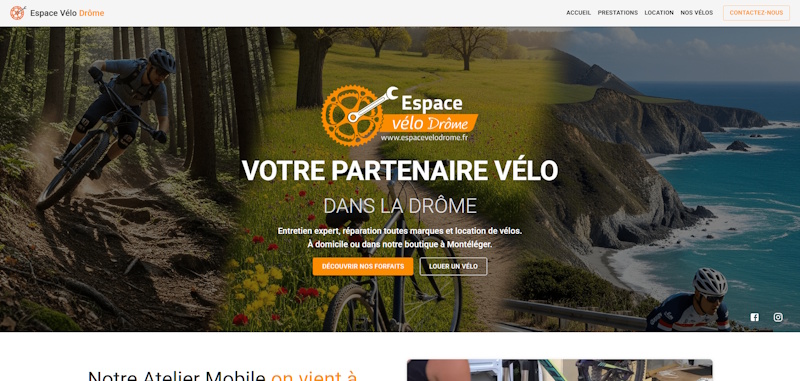 Espace Vélo Drôme
ACCUEIL PRESTATIONS LOCATION NOS VÉLOS CONTACTEZ-NOUS
Espace
vélo Drôme
www.espacevelodrome.fr
VOTRE PARTENAIRE VÉLO
DANS LA DRÔME
Entretien expert, réparation toutes marques et location de vélos.
À domicile ou dans notre boutique à Montéléger.
DÉCOUVRIR NOS FORFAITS LOUER UN VÉLO
Notre Atelier Mobile on vient à